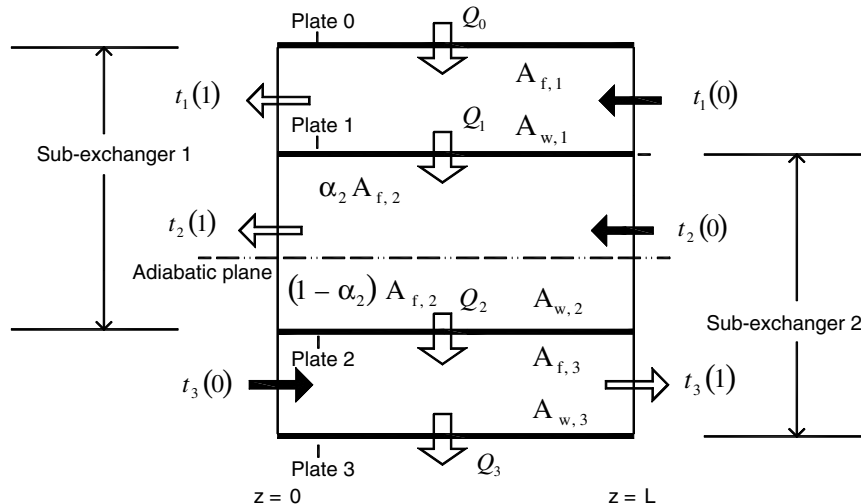 Plate 0
Q₀
A f, 1
t₁(1)
t₁(0)
Plate 1
Q₁
A w, 1
Sub-exchanger 1
α₂ A f, 2
t₂(1)
t₂(0)
Adiabatic plane
(1 – α₂) A f, 2
Q₂
A w, 2
Sub-exchanger 2
Plate 2
A f, 3
t₃(0)
t₃(1)
A w, 3
Plate 3
Q₃
z = 0
z = L